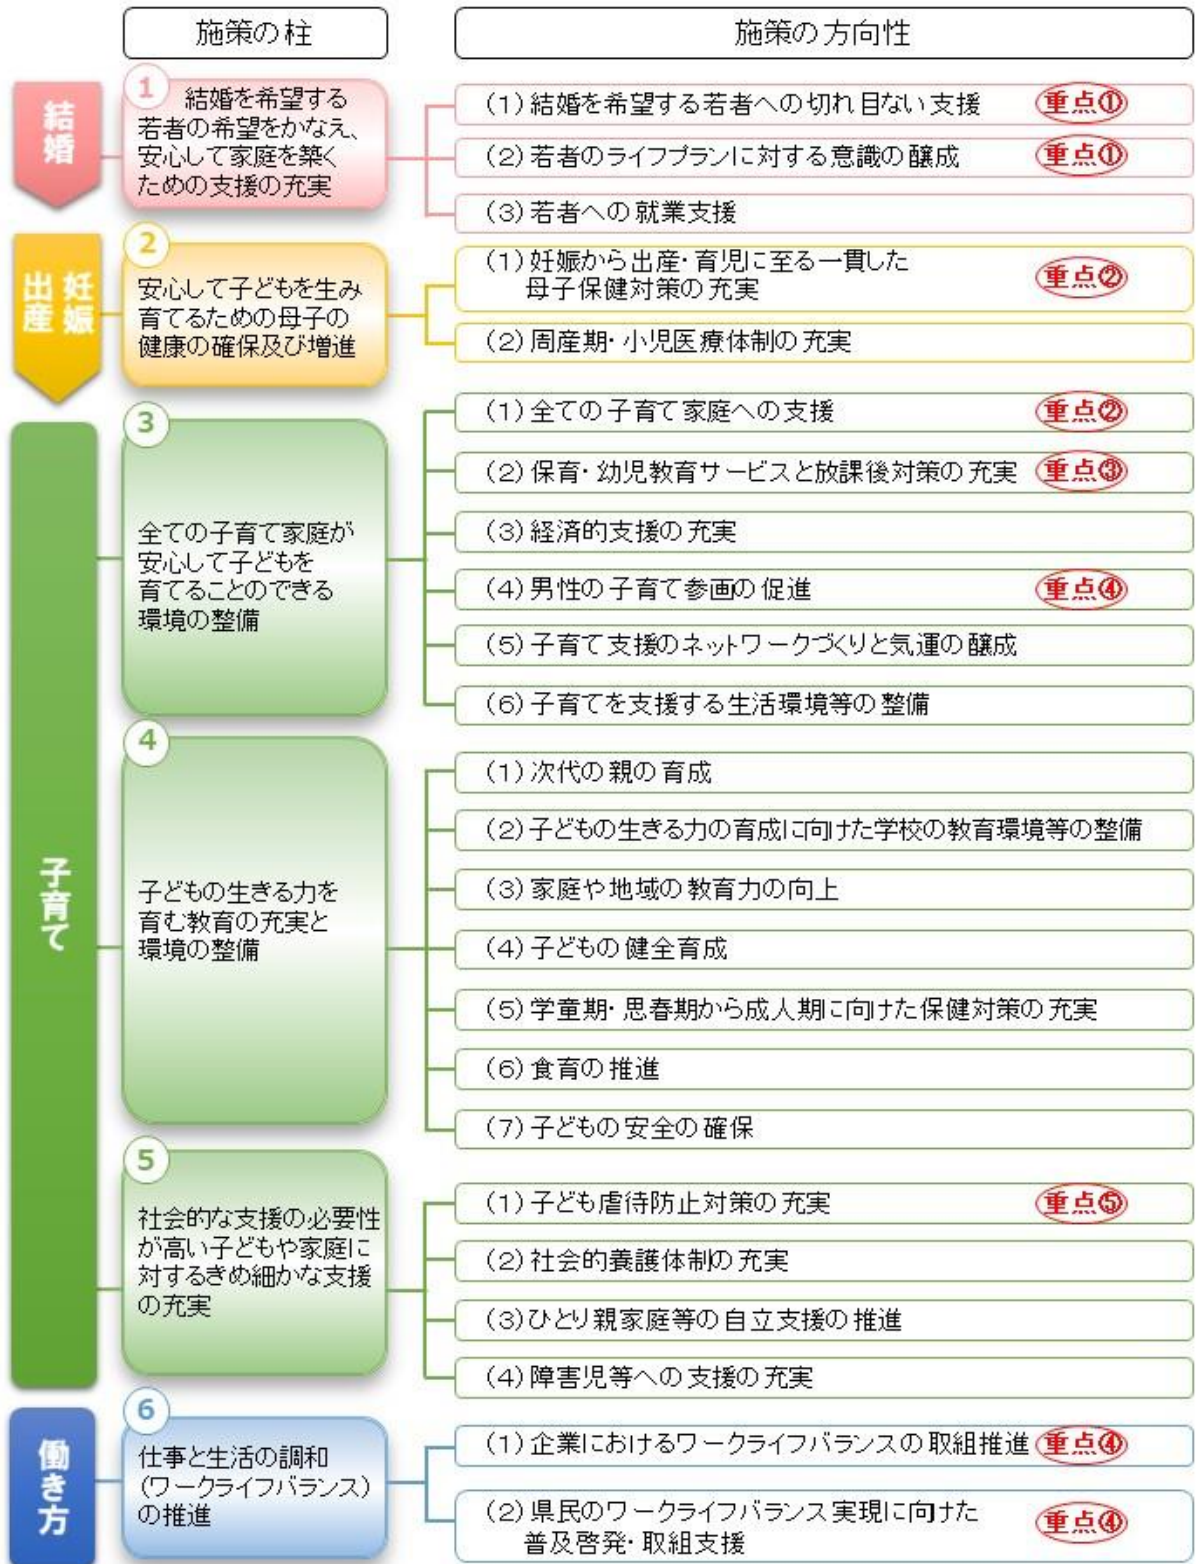 施策の柱
施策の方向性
結婚
① 結婚を希望する
若者の希望をかなえ、
安心して家庭を築く
ための支援の充実
(1)結婚を希望する若者への切れ目ない支援 重点①
(2)若者のライフプランに対する意識の醸成 重点①
(3)若者への就業支援
妊娠
出産
②
安心して子どもを生み
育てるための母子の
健康の確保及び増進
(1)妊娠から出産・育児に至る一貫した
母子保健対策の充実 重点②
(2)周産期・小児医療体制の充実
子育て
③
全ての子育て家庭が
安心して子どもを
育てることのできる
環境の整備
(1)全ての子育て家庭への支援 重点②
(2)保育・幼児教育サービスと放課後対策の充実 重点③
(3)経済的支援の充実
(4)男性の子育て参画の促進 重点④
(5)子育て支援のネットワークづくりと気運の醸成
(6)子育てを支援する生活環境等の整備
④
子どもの生きる力を
育む教育の充実と
環境の整備
(1)次代の親の育成
(2)子どもの生きる力の育成に向けた学校の教育環境等の整備
(3)家庭や地域の教育力の向上
(4)子どもの健全育成
(5)学童期・思春期から成人期に向けた保健対策の充実
(6)食育の推進
(7)子どもの安全の確保
⑤
社会的な支援の必要性
が高い子どもや家庭に
対するきめ細かな支援
の充実
(1)子ども虐待防止対策の充実 重点⑤
(2)社会的養護体制の充実
(3)ひとり親家庭等の自立支援の推進
(4)障害児等への支援の充実
働き方
⑥
仕事と生活の調和
(ワークライフバランス)
の推進
(1)企業におけるワークライフバランスの取組推進 重点④
(2)県民のワークライフバランス実現に向けた
普及啓発・取組支援 重点④